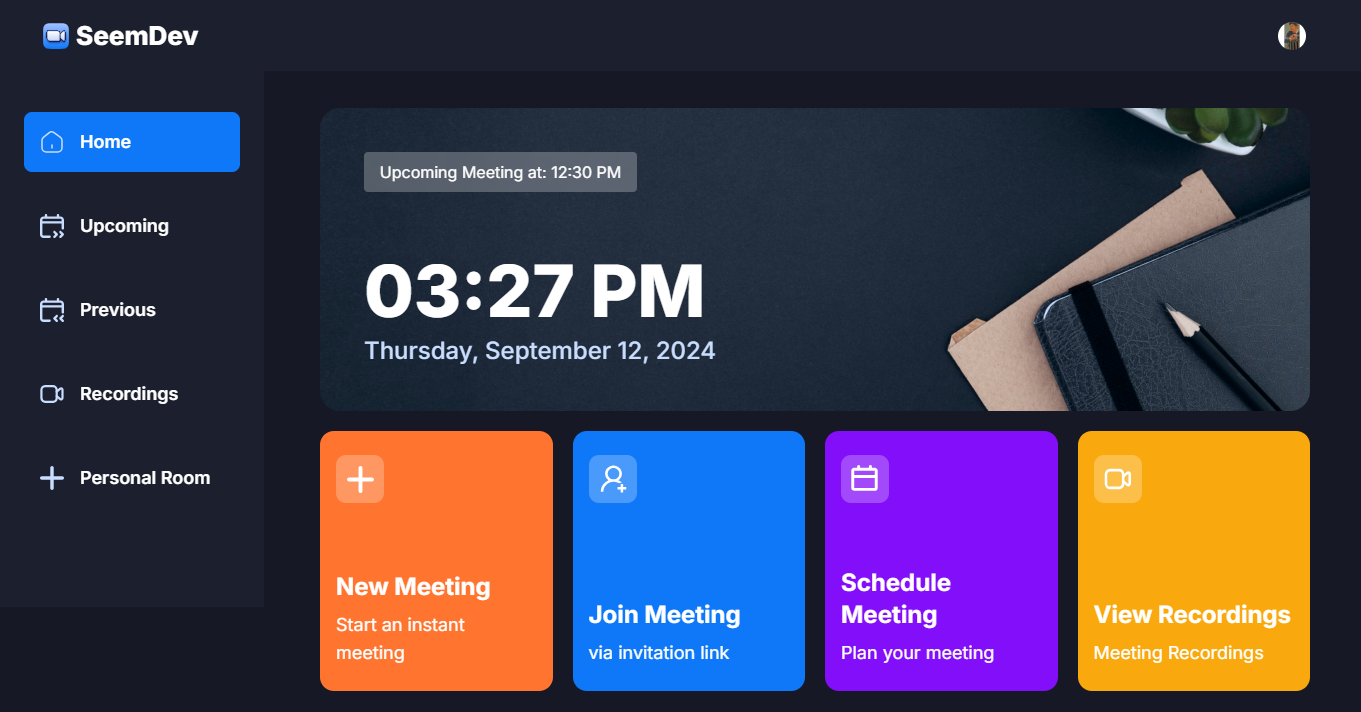 SeemDev
Home
Upcoming
Previous
Recordings
Personal Room
Upcoming Meeting at: 12:30 PM
03:27 PM
Thursday, September 12, 2024
New Meeting
Start an instant
meeting
Join Meeting
via invitation link
Schedule
Meeting
Plan your meeting
View Recordings
Meeting Recordings